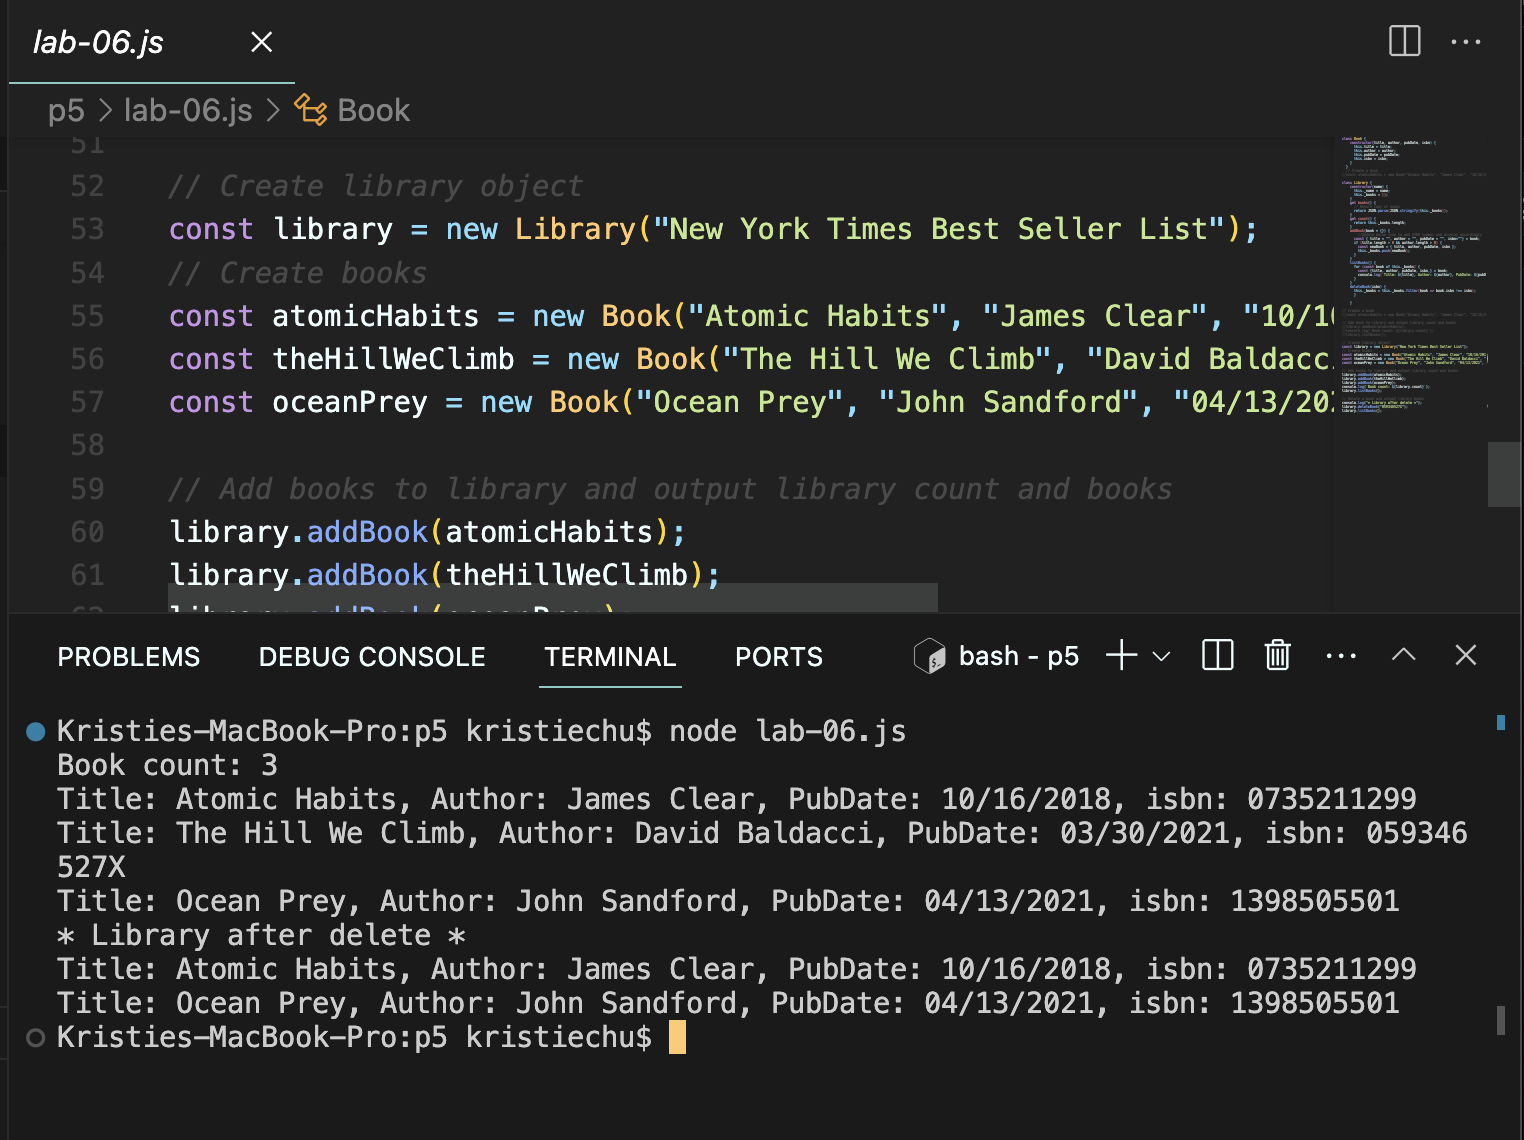 lab-06.js
p5 > lab-06.js > Book
51
52 // Create library object
53 const library = new Library("New York Times Best Seller List");
54 // Create books
55 const atomicHabits = new Book("Atomic Habits", "James Clear", "10/1
56 const theHillWeClimb = new Book("The Hill We Climb", "David Baldacc
57 const oceanPrey = new Book("Ocean Prey", "John Sandford", "04/13/20
58
59 // Add books to library and output library count and books
60 library.addBook(atomicHabits);
61 library.addBook(theHillWeClimb);
62 library.addBook(oceanPrey);
PROBLEMS DEBUG CONSOLE TERMINAL PORTS bash - p5
Kristies-MacBook-Pro:p5 kristiechu$ node lab-06.js
Book count: 3
Title: Atomic Habits, Author: James Clear, PubDate: 10/16/2018, isbn: 0735211299
Title: The Hill We Climb, Author: David Baldacci, PubDate: 03/30/2021, isbn: 059346
527X
Title: Ocean Prey, Author: John Sandford, PubDate: 04/13/2021, isbn: 1398505501
* Library after delete *
Title: Atomic Habits, Author: James Clear, PubDate: 10/16/2018, isbn: 0735211299
Title: Ocean Prey, Author: John Sandford, PubDate: 04/13/2021, isbn: 1398505501
Kristies-MacBook-Pro:p5 kristiechu$